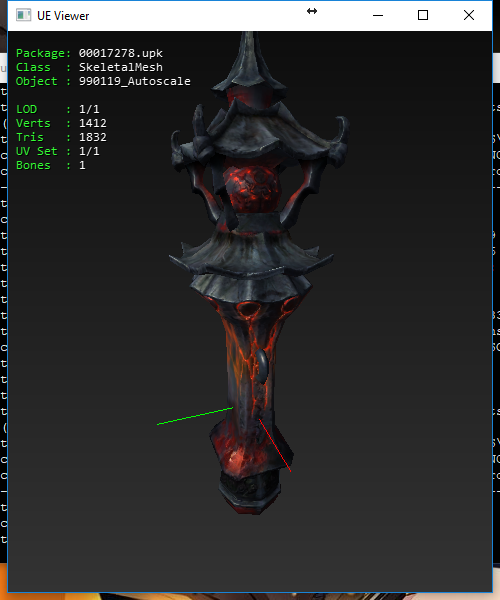 UE Viewer
Package: 00017278.upk
Class : SkeletalMesh
Object : 990119_Autoscale
LOD : 1/1
Verts : 1412
Tris : 1832
UV Set : 1/1
Bones : 1